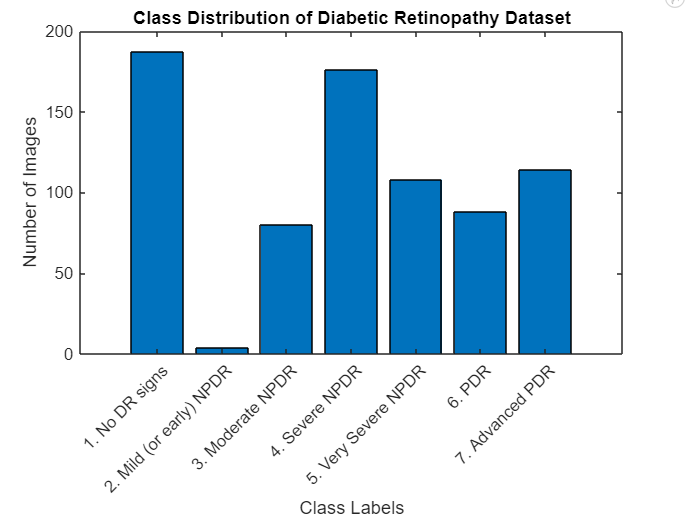 Class Distribution of Diabetic Retinopathy Dataset
Number of Images
200
150
100
50
0
1. No DR signs
2. Mild (or early) NPDR
3. Moderate NPDR
4. Severe NPDR
5. Very Severe NPDR
6. PDR
7. Advanced PDR
Class Labels